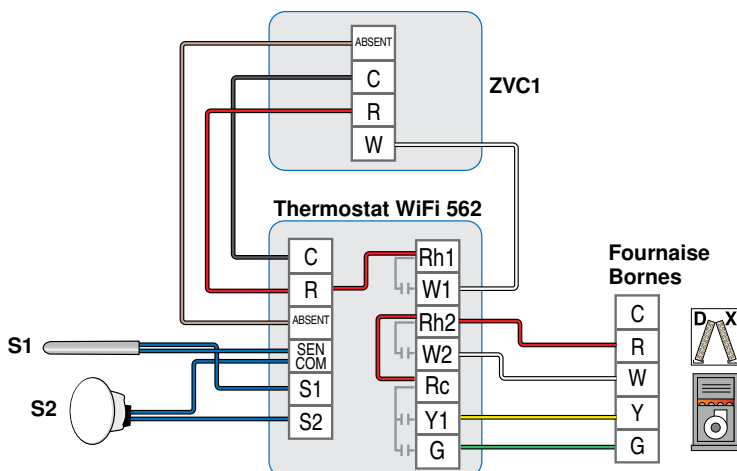 ABSENT
C
R
W
ZVC1
Thermostat WiFi 562
C
R
ABSENT
SEN
COM
S1
S2
Rh1
W1
Rh2
W2
Rc
Y1
G
S1
S2
Fournaise
Bornes
C
R
W
Y
G
D X